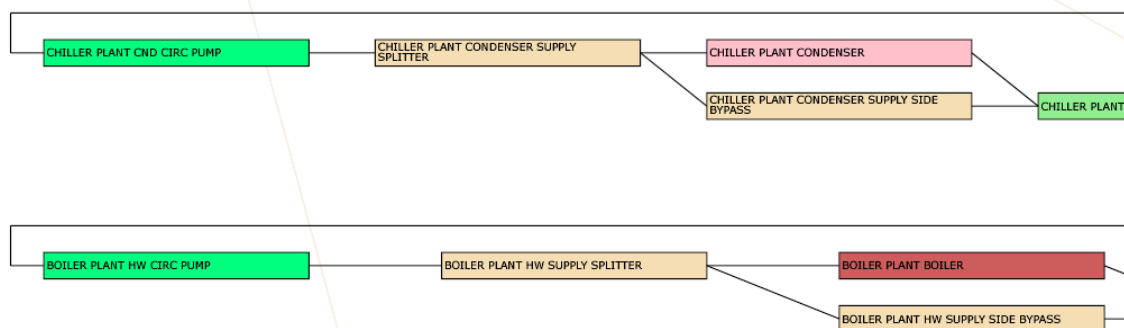 CHILLER PLANT CND CIRC PUMP
CHILLER PLANT CONDENSER SUPPLY
SPLITTER
CHILLER PLANT CONDENSER
CHILLER PLANT CONDENSER SUPPLY SIDE
BYPASS
CHILLER PLANT
BOILER PLANT HW CIRC PUMP
BOILER PLANT HW SUPPLY SPLITTER
BOILER PLANT BOILER
BOILER PLANT HW SUPPLY SIDE BYPASS